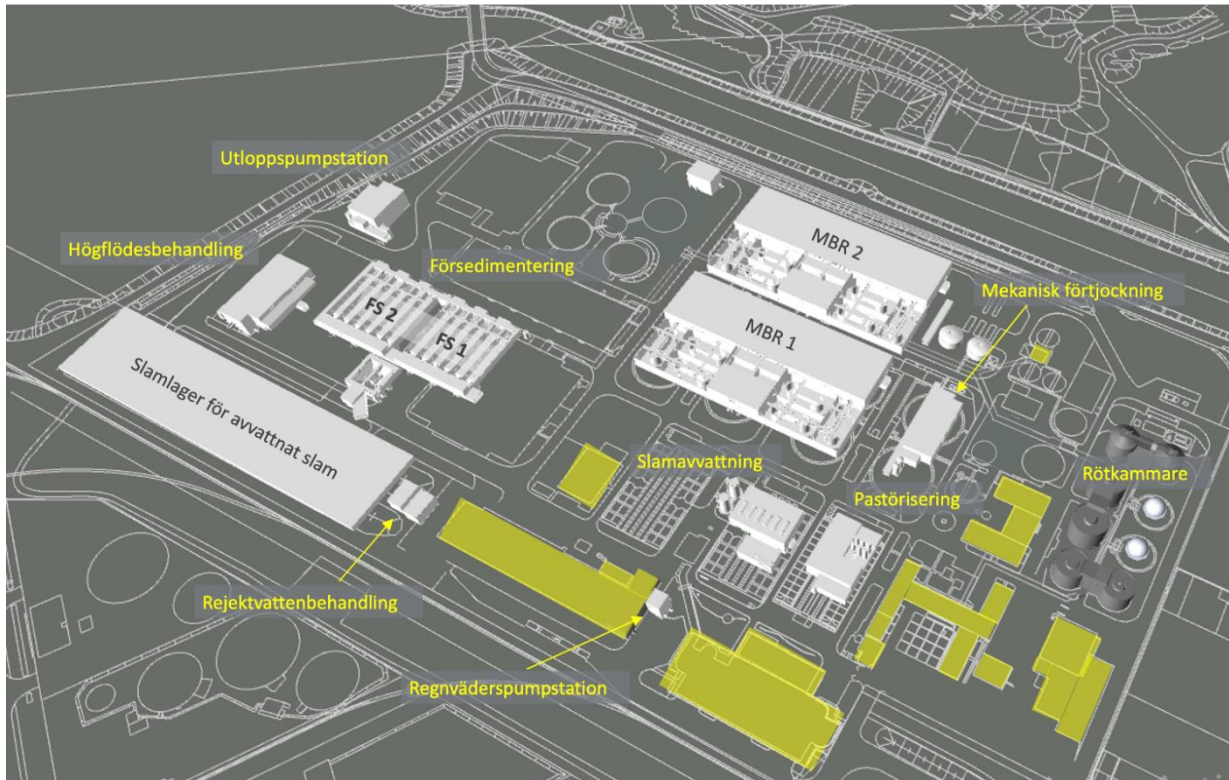 Utloppspumpstation
Högflödesbehandling
Försedimentering
MBR 2
Mekanisk förtjockning
FS 2
FS 1
MBR 1
Slamlager för avvattnat slam
Slamavvattning
Pastörisering
Rötkammare
Rejektvattenbehandling
Regnväderspumpstation